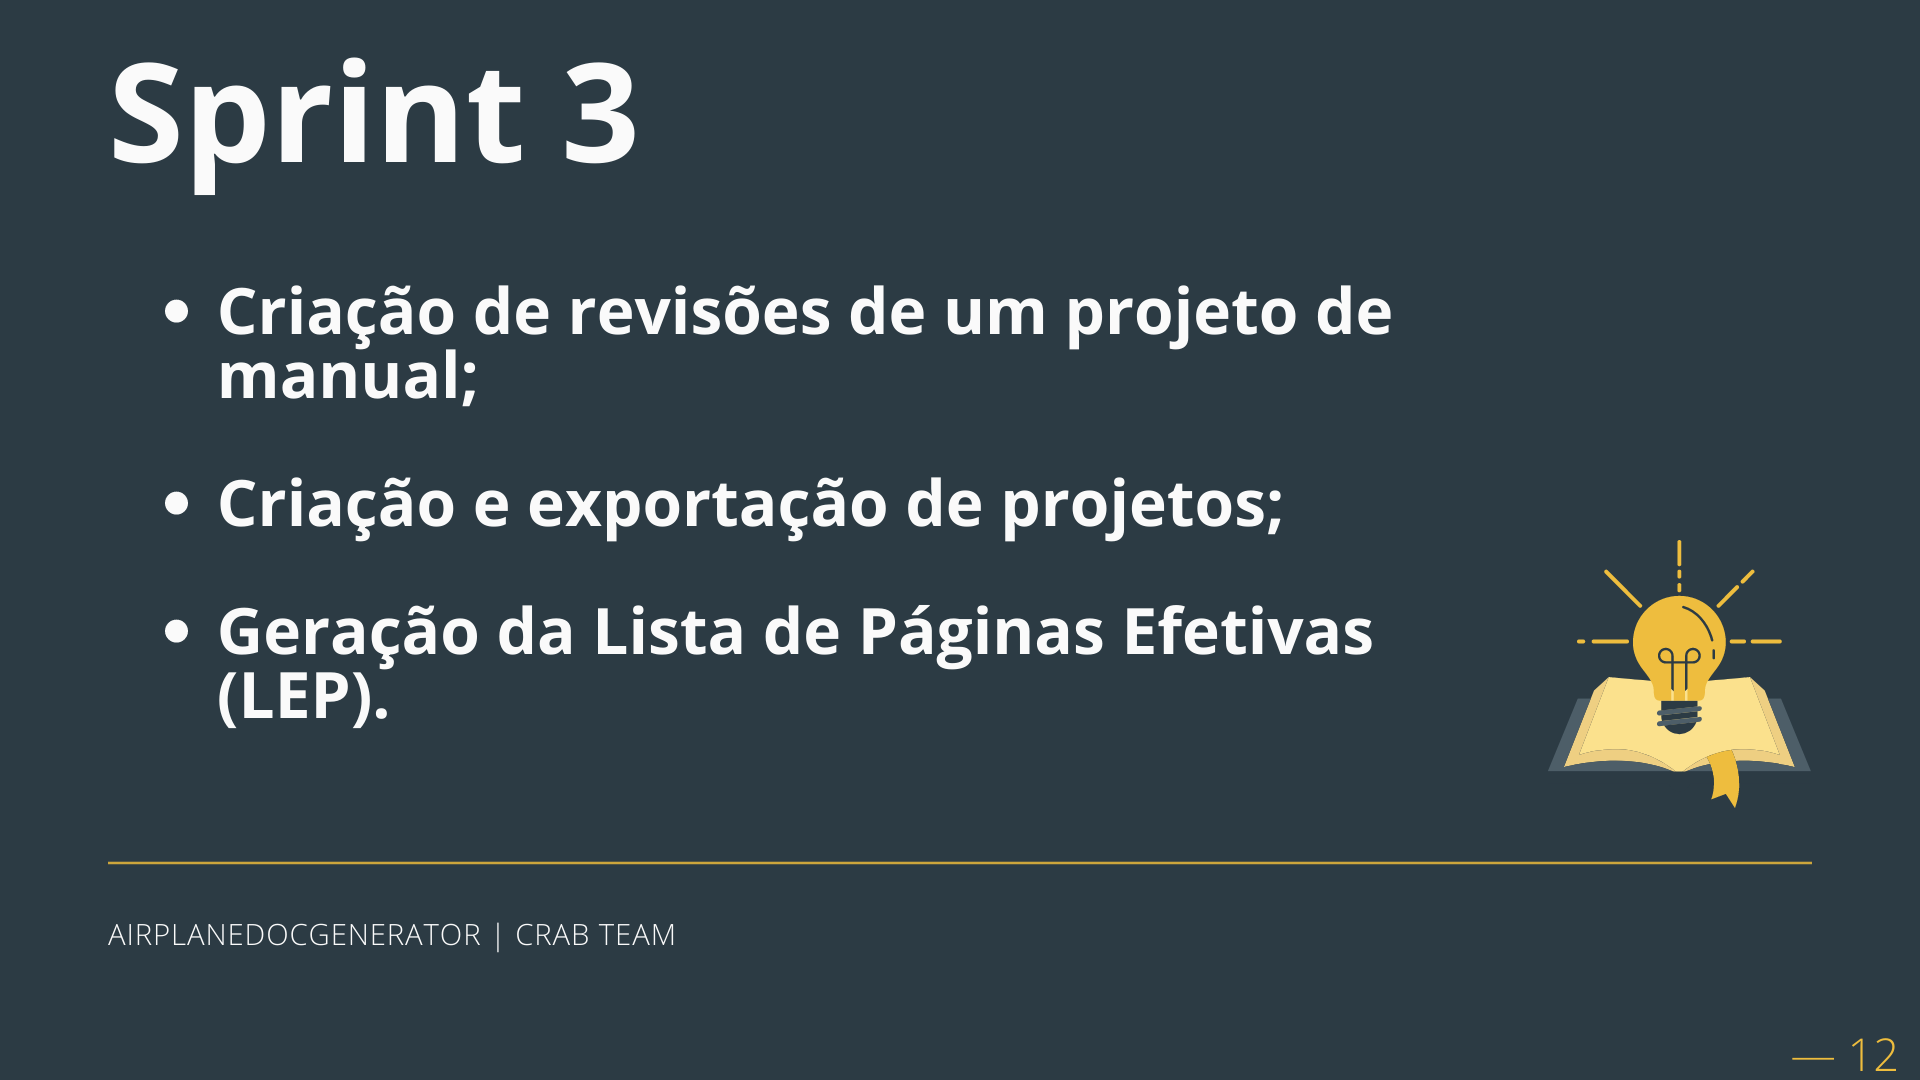 Sprint 3
• Criação de revisões de um projeto de
manual;
• Criação e exportação de projetos;
• Geração da Lista de Páginas Efetivas
(LEP).
AIRPLANEDOCGENERATOR | CRAB TEAM
— 12